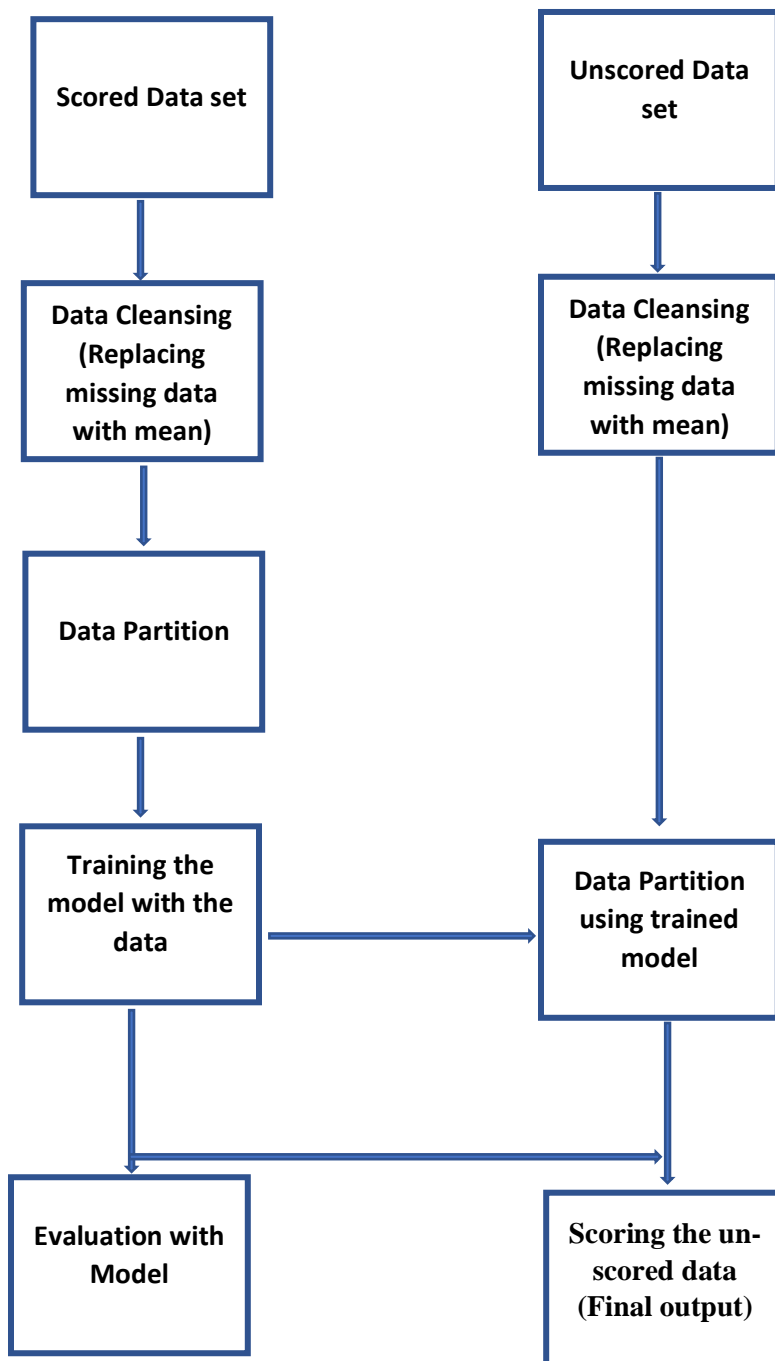 Scored Data set
Unscored Data
set
Data Cleansing
(Replacing
missing data
with mean)
Data Cleansing
(Replacing
missing data
with mean)
Data Partition
Training the
model with the
data
Data Partition
using trained
model
Evaluation with
Model
Scoring the un-
scored data
(Final output)